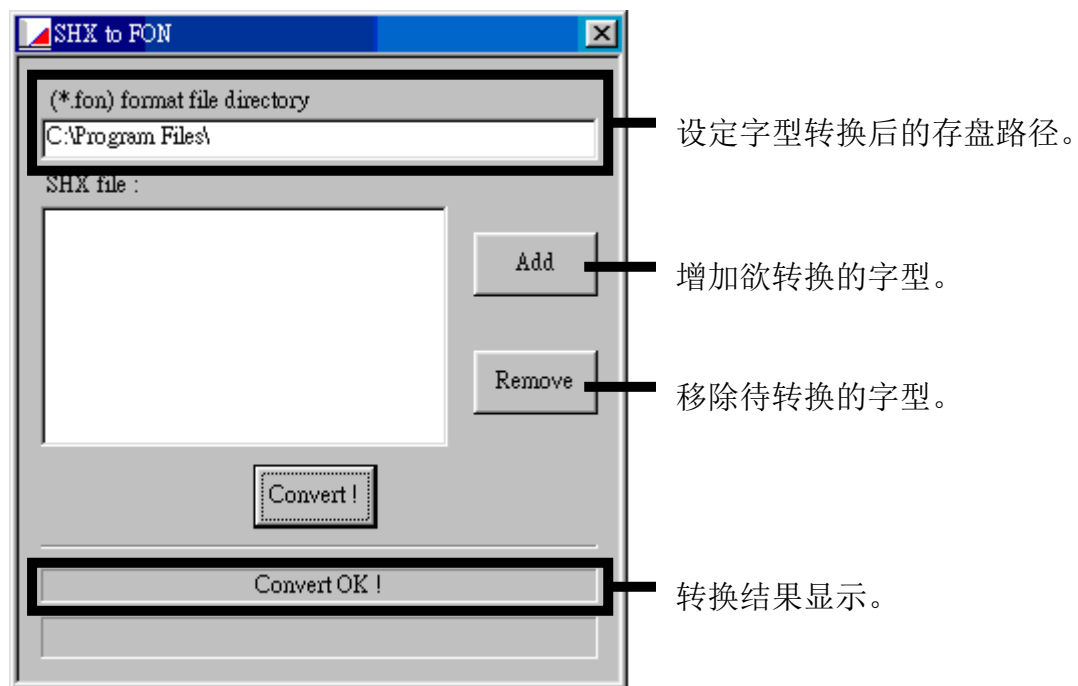 SHX to FON
(*.fon) format file directory
C:\Program Files\
设定字型转换后的存盘路径。
SHX file :
Add
增加欲转换的字型。
Remove
移除待转换的字型。
Convert !
Convert OK !
转换结果显示。